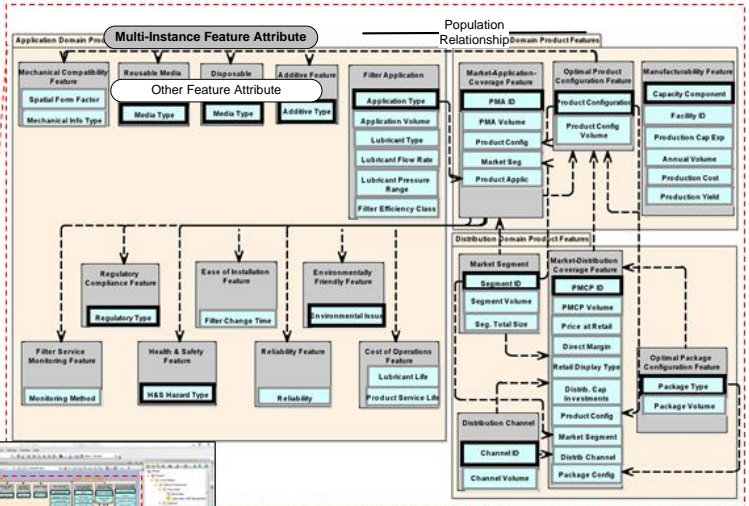 Population
Relationship
Multi-Instance Feature Attribute
Other Feature Attribute
Application Domain Prod
Domain Product Features
Mechanical Compatibility
Feature
Spatial Form Factor
Mechanical Info Type
Reusable Media
Media Type
Disposable
Media Type
Additive Feature
Additive Type
Filter Application
Application Type
Application Volume
Lubricant Type
Lubricant Flow Rate
Lubricant Pressure
Range
Filter Efficiency Class
Market-Application-
Coverage Feature
PMA ID
PMA Volume
Product Config
Market Seg
Product Applic
Optimal Product
Configuration Feature
Product Configuration
Product Config
Volume
Manufacturability Feature
Capacity Component
Facility ID
Production Cap Exp
Annual Volume
Production Cost
Production Yield
Regulatory
Compliance Feature
Regulatory Type
Ease of Installation
Feature
Filter Change Time
Environmentally
Friendly Feature
Environmental Issue
Filter Service
Monitoring Feature
Monitoring Method
Health & Safety
Feature
H&S Hazard Type
Reliability Feature
Reliability
Cost of Operations
Feature
Lubricant Life
Product Service Life
Distribution Domain Product Features
Market Segment
Segment ID
Segment Volume
Seg. Total Size
Market-Distribution
Coverage Feature
PMCP ID
PMCP Volume
Price at Retail
Direct Margin
Retail Display Type
Distrib. Cap
Investments
Product Config
Market Segment
Distrib Channel
Package Config
Distribution Channel
Channel ID
Channel Volume
Optimal Package
Configuration Feature
Package Type
Package Volume